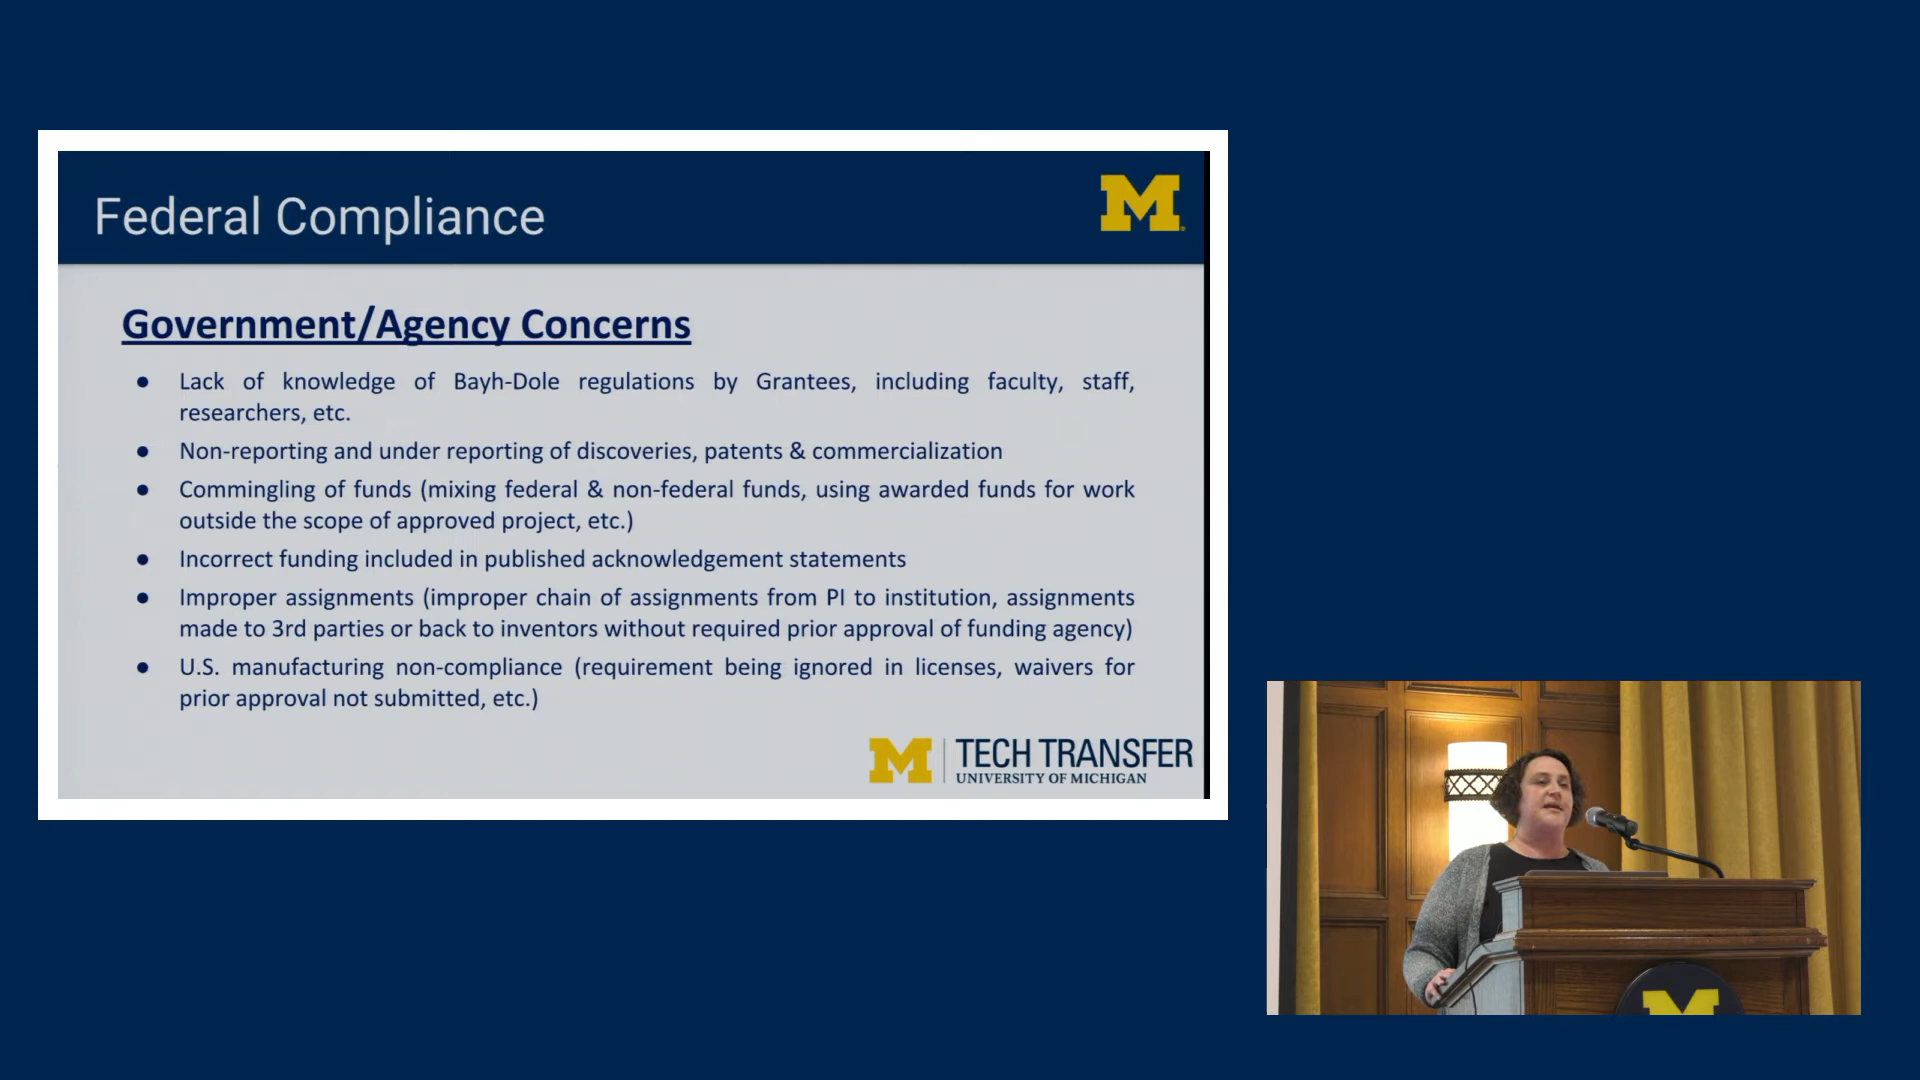 Federal Compliance
M
Government/Agency Concerns
● Lack of knowledge of Bayh-Dole regulations by Grantees, including faculty, staff,
researchers, etc.
● Non-reporting and under reporting of discoveries, patents & commercialization
● Commingling of funds (mixing federal & non-federal funds, using awarded funds for work
outside the scope of approved project, etc.)
● Incorrect funding included in published acknowledgement statements
● Improper assignments (improper chain of assignments from PI to institution, assignments
made to 3rd parties or back to inventors without required prior approval of funding agency)
● U.S. manufacturing non-compliance (requirement being ignored in licenses, waivers for
prior approval not submitted, etc.)
M TECH TRANSFER
UNIVERSITY OF MICHIGAN
M